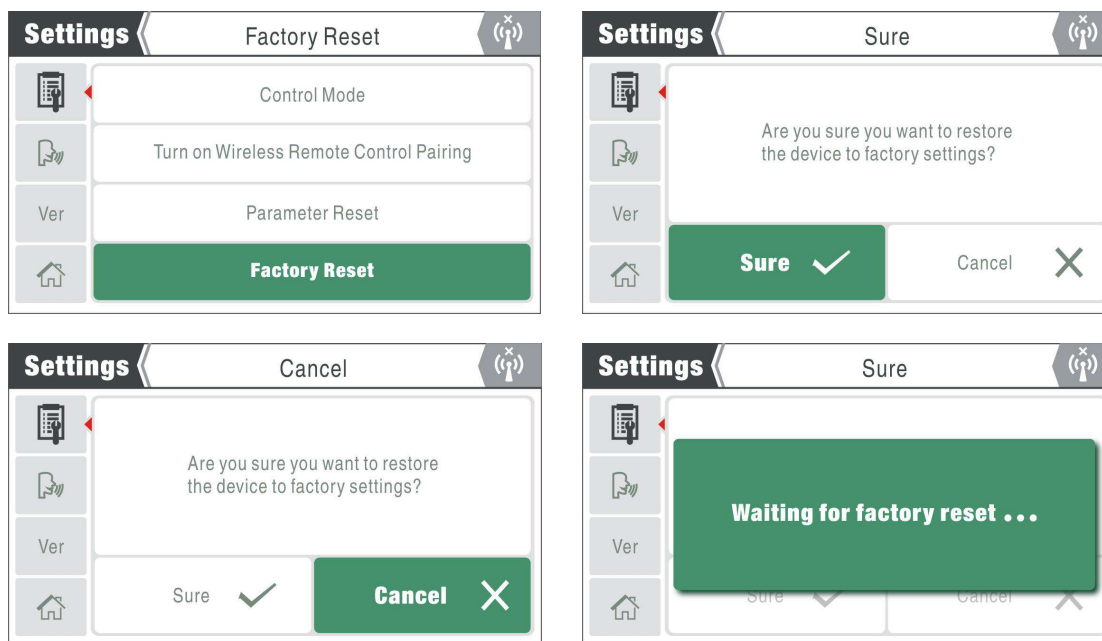 Settings Factory Reset
Control Mode
Turn on Wireless Remote Control Pairing
Ver Parameter Reset
Factory Reset
Settings Sure
Are you sure you want to restore
the device to factory settings?
Ver
Sure Cancel
Settings Cancel
Are you sure you want to restore
the device to factory settings?
Ver
Sure Cancel
Settings Sure
Waiting for factory reset ...
Ver
Sure Cancel